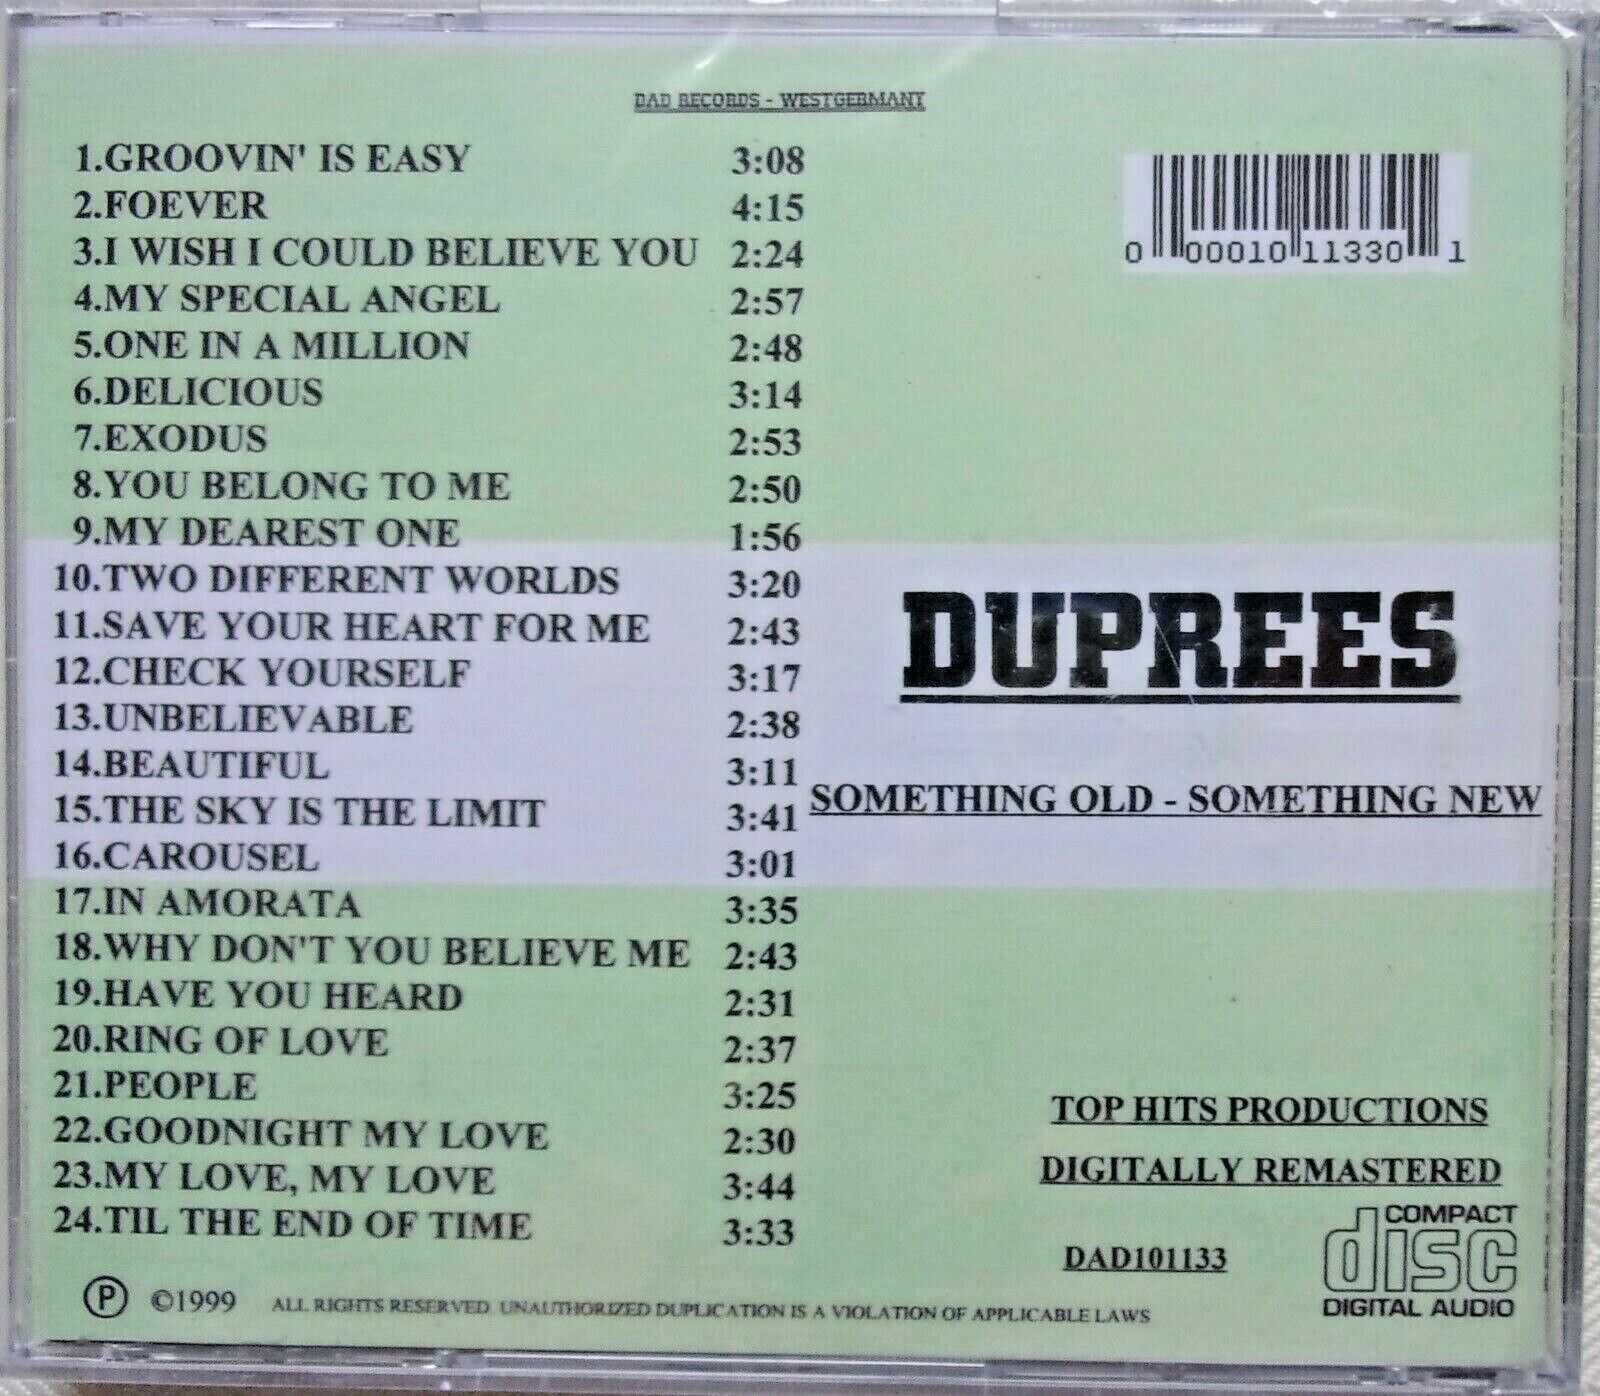 DAD RECORDS - WESTGERMANY
1.GROOVIN' IS EASY 3:08
2.FOEVER 4:15
3.I WISH I COULD BELIEVE YOU 2:24
4.MY SPECIAL ANGEL 2:57
5.ONE IN A MILLION 2:48
6.DELICIOUS 3:14
7.EXODUS 2:53
8.YOU BELONG TO ME 2:50
9.MY DEAREST ONE 1:56
10.TWO DIFFERENT WORLDS 3:20
11.SAVE YOUR HEART FOR ME 2:43
12.CHECK YOURSELF 3:17
13.UNBELIEVABLE 2:38
14.BEAUTIFUL 3:11
15.THE SKY IS THE LIMIT 3:41
16.CAROUSEL 3:01
17.IN AMORATA 3:35
18.WHY DON'T YOU BELIEVE ME 2:43
19.HAVE YOU HEARD 2:31
20.RING OF LOVE 2:37
21.PEOPLE 3:25
22.GOODNIGHT MY LOVE 2:30
23.MY LOVE, MY LOVE 3:44
24.TIL THE END OF TIME 3:33
0 00010 11330 1
DUPREES
SOMETHING OLD - SOMETHING NEW
TOP HITS PRODUCTIONS
DIGITALLY REMASTERED
DAD101133
COMPACT
disc
DIGITAL AUDIO
Ⓟ ©1999 ALL RIGHTS RESERVED UNAUTHORIZED DUPLICATION IS A VIOLATION OF APPLICABLE LAWS